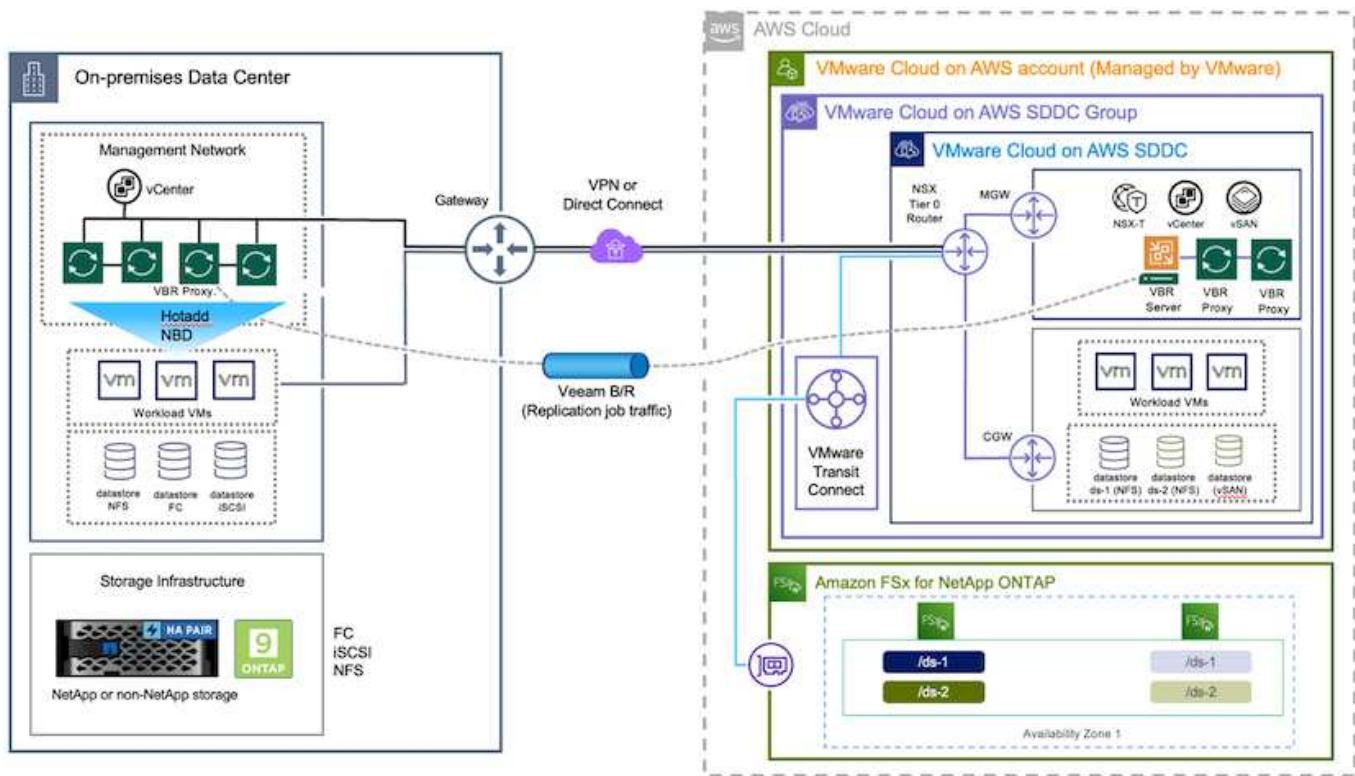 aws
AWS Cloud
On-premises Data Center
Management Network
vCenter
VBR Proxy.
Hotadd
NBD
vm
vm
vm
Workload VMs
datastore
NFS
datastore
FC
datastore
iSCSI
Storage Infrastructure
HA PAIR
9
ONTAP
NetApp or non-NetApp storage
FC
iSCSI
NFS
Gateway
VPN or
Direct Connect
Veeam B/R
(Replication job traffic)
VMware Cloud on AWS account (Managed by VMware)
VMware Cloud on AWS SDDC Group
VMware Cloud on AWS SDDC
NSX
Tier 0
Router
MGW
T
NSX-T
vCenter
vSAN
VBR
Server
VBR
Proxy
VBR
Proxy
VMware
Transit
Connect
CGW
vm
vm
vm
Workload VMs
datastore
ds-1 (NFS)
datastore
ds-2 (NFS)
datastore
(vSAN)
FSx
Amazon FSx for NetApp ONTAP
FSx
FSx
/ds-1
/ds-2
/ds-1
/ds-2
Availability Zone 1